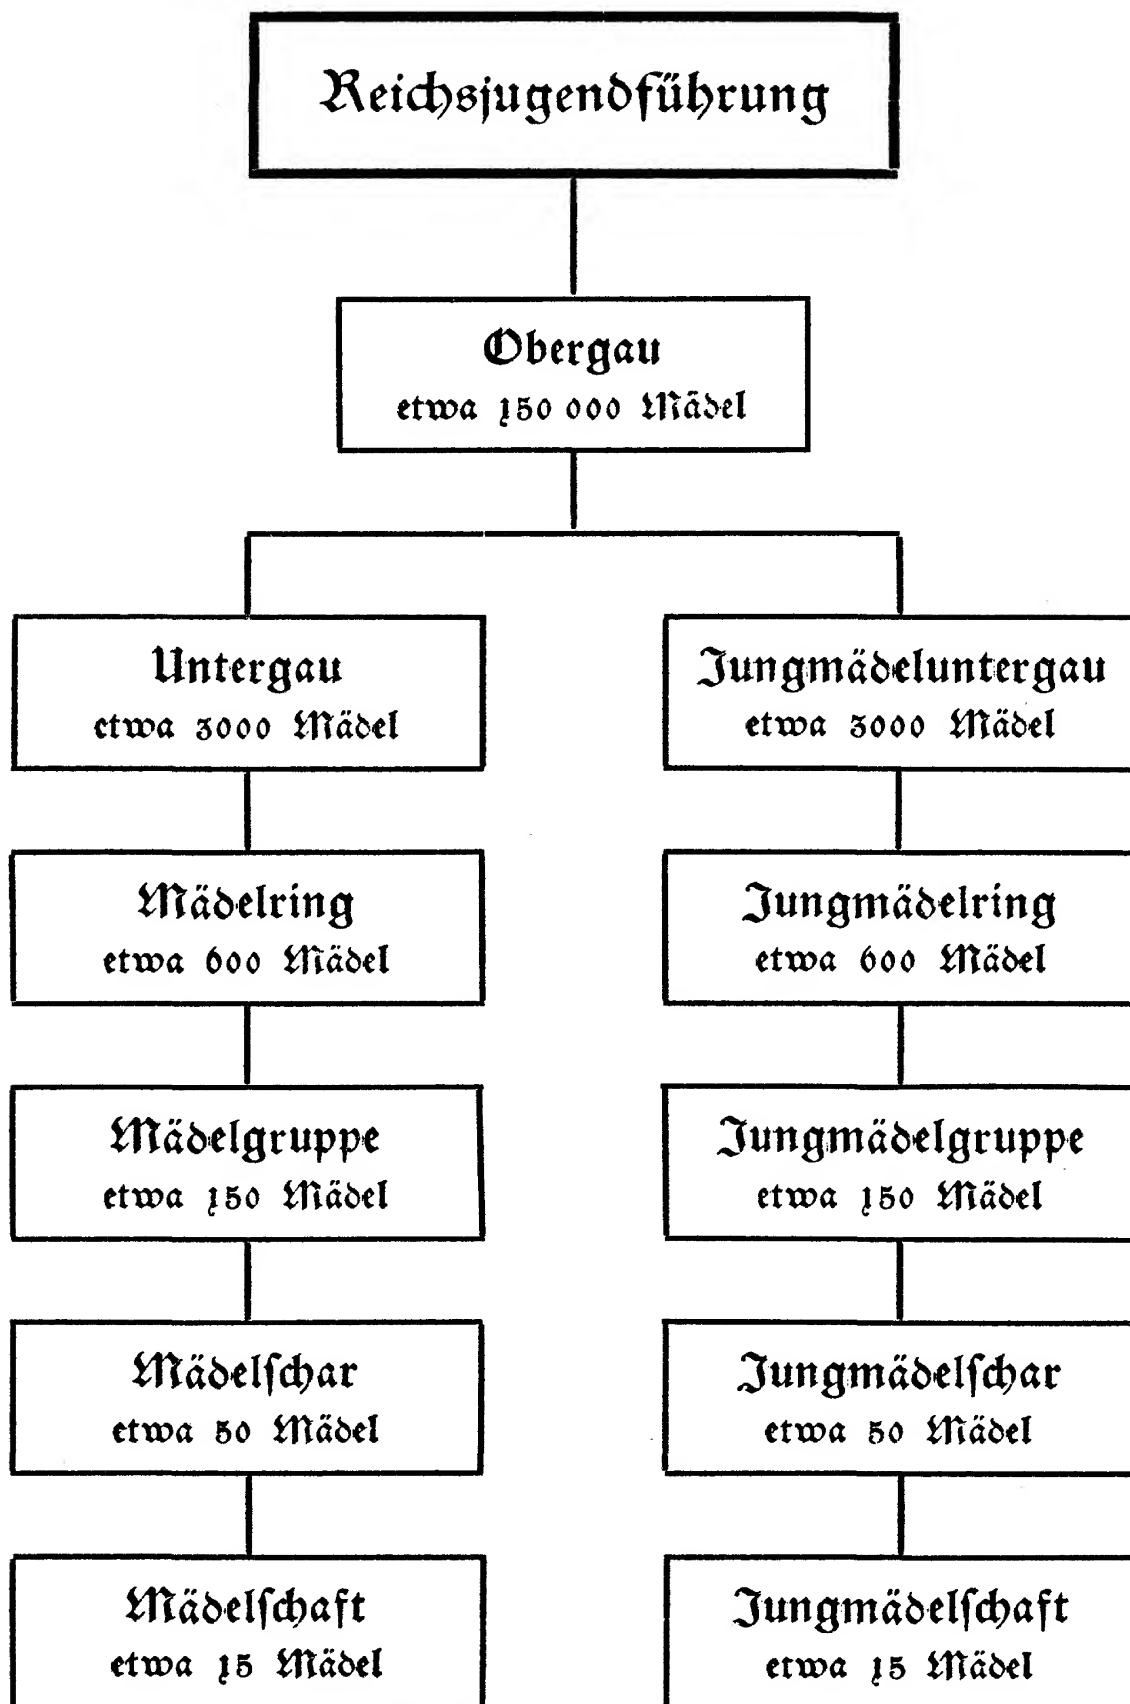 Reichsjugendführung
Obergau
etwa 150 000 Mädel
Untergau
etwa 3000 Mädel
Jungmädeluntergau
etwa 3000 Mädel
Mädelring
etwa 600 Mädel
Jungmädelring
etwa 600 Mädel
Mädelgruppe
etwa 150 Mädel
Jungmädelgruppe
etwa 150 Mädel
Mädelſchar
etwa 50 Mädel
Jungmädelſchar
etwa 50 Mädel
Mädelſchaft
etwa 15 Mädel
Jungmädelſchaft
etwa 15 Mädel